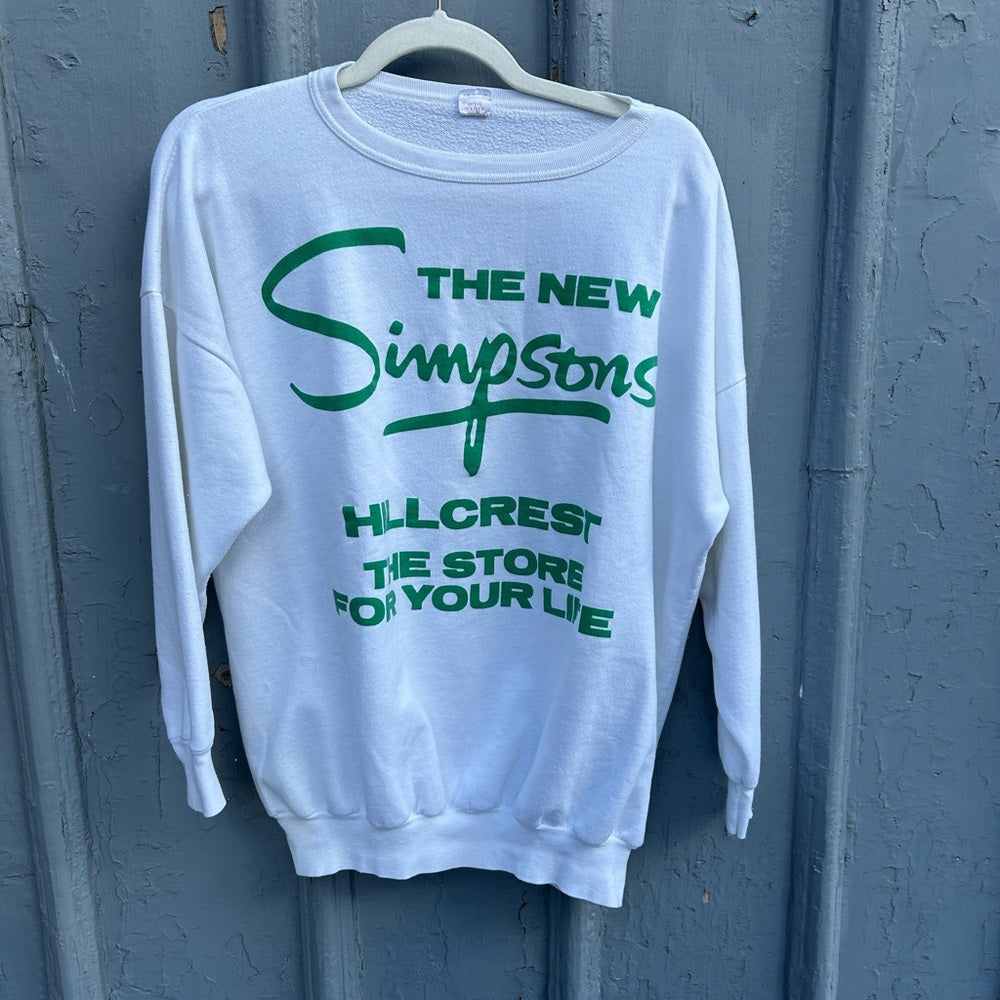 THE NEW
Simpsons
HILLCREST
THE STORE
FOR YOUR LIFE